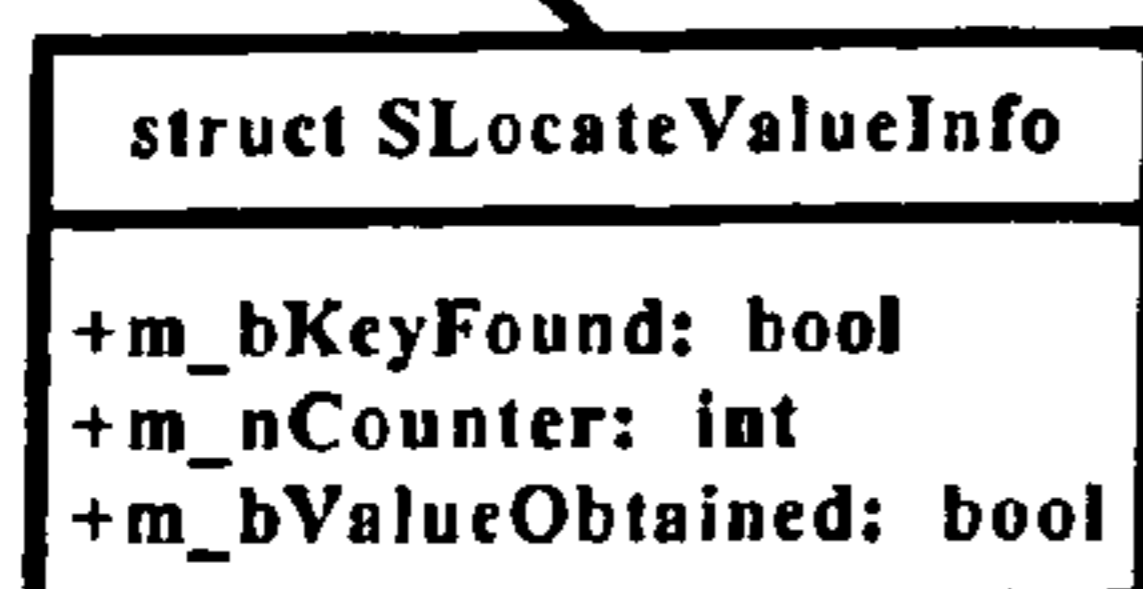 struct SLocateValueInfo
+m_bKeyFound: bool
+m_nCounter: int
+m_bValueObtained: bool